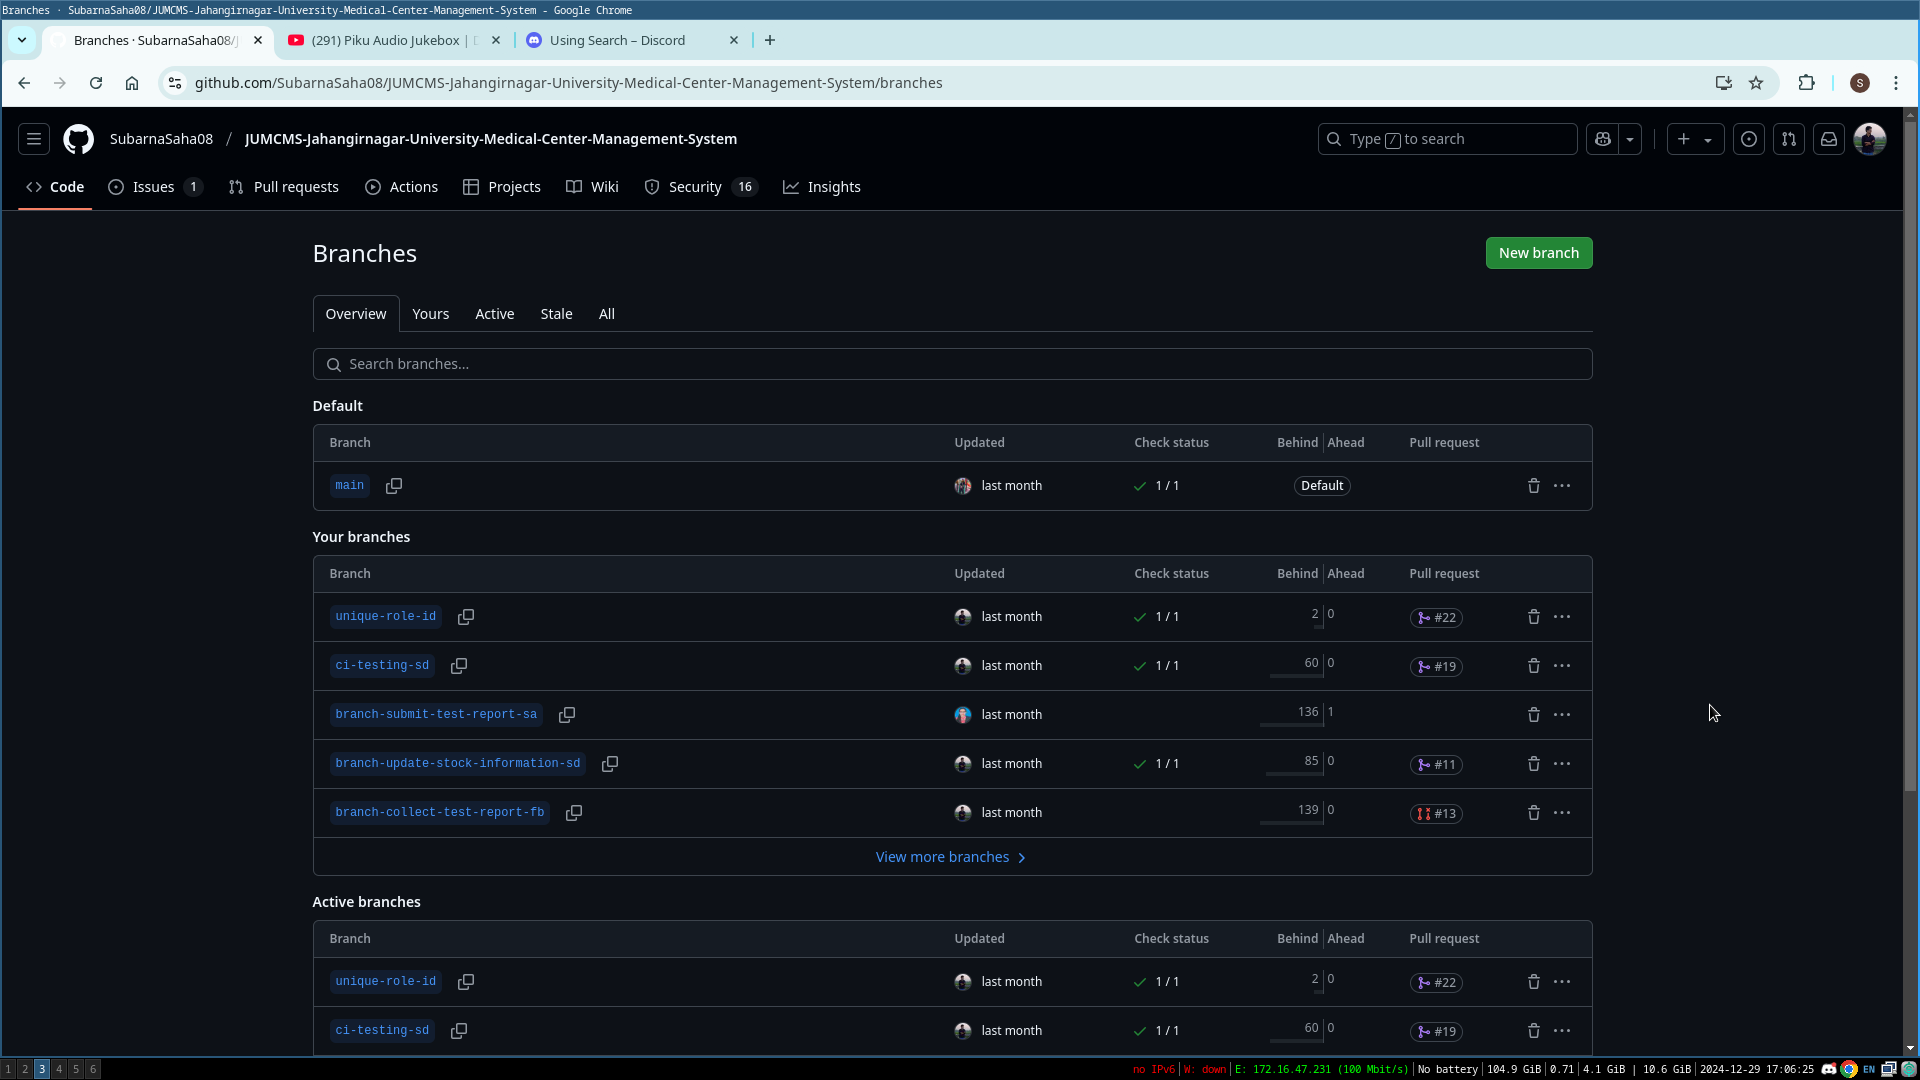 Branches · SubarnaSaha08/JUMCMS-Jahangirnagar-University-Medical-Center-Management-System - Google Chrome
Branches · SubarnaSaha08/J
(291) Piku Audio Jukebox |
Using Search – Discord
github.com/SubarnaSaha08/JUMCMS-Jahangirnagar-University-Medical-Center-Management-System/branches
S
SubarnaSaha08 / JUMCMS-Jahangirnagar-University-Medical-Center-Management-System
Type / to search
Code
Issues 1
Pull requests
Actions
Projects
Wiki
Security 16
Insights
Branches
New branch
Overview Yours Active Stale All
Search branches...
Default
Branch Updated Check status Behind Ahead Pull request
main last month 1 / 1 Default
Your branches
Branch Updated Check status Behind Ahead Pull request
unique-role-id last month 1 / 1 2 0 #22
ci-testing-sd last month 1 / 1 60 0 #19
branch-submit-test-report-sa last month 136 1
branch-update-stock-information-sd last month 1 / 1 85 0 #11
branch-collect-test-report-fb last month 139 0 #13
View more branches
Active branches
Branch Updated Check status Behind Ahead Pull request
unique-role-id last month 1 / 1 2 0 #22
ci-testing-sd last month 1 / 1 60 0 #19
1 2 3 4 5 6
no IPv6 | W: down | E: 172.16.47.231 (100 Mbit/s) | No battery | 104.9 GiB | 0.71 | 4.1 GiB | 10.6 GiB | 2024-12-29 17:06:25 EN